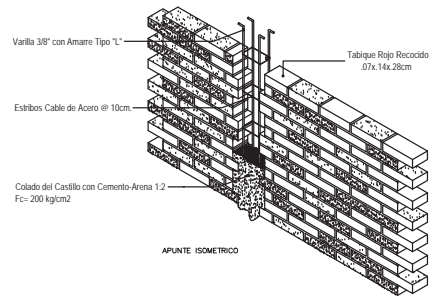 Varilla 3/8" con Amarre Tipo "L"
Tabique Rojo Recocido
.07x.14x.28cm
Estribos Cable de Acero @ 10cm.
Colado del Castillo con Cemento-Arena 1:2
Fc= 200 kg/cm2
APUNTE ISOMETRICO